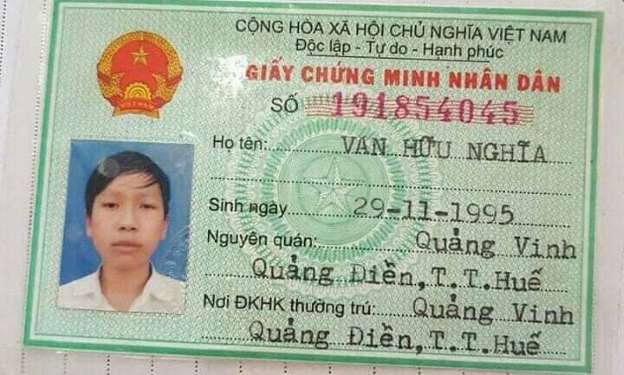 CỘNG HÒA XÃ HỘI CHỦ NGHĨA VIỆT NAM
Độc lập - Tự do - Hạnh phúc
GIẤY CHỨNG MINH NHÂN DÂN
SỐ 191854045
Họ tên: VĂN HỮU NGHĨA
Sinh ngày 29-11-1995
Nguyên quán: Quảng Vinh
Quảng Điền,T.T.Huế
Nơi ĐKHK thường trú: Quảng Vinh
Quảng Điền,T.T.Huế